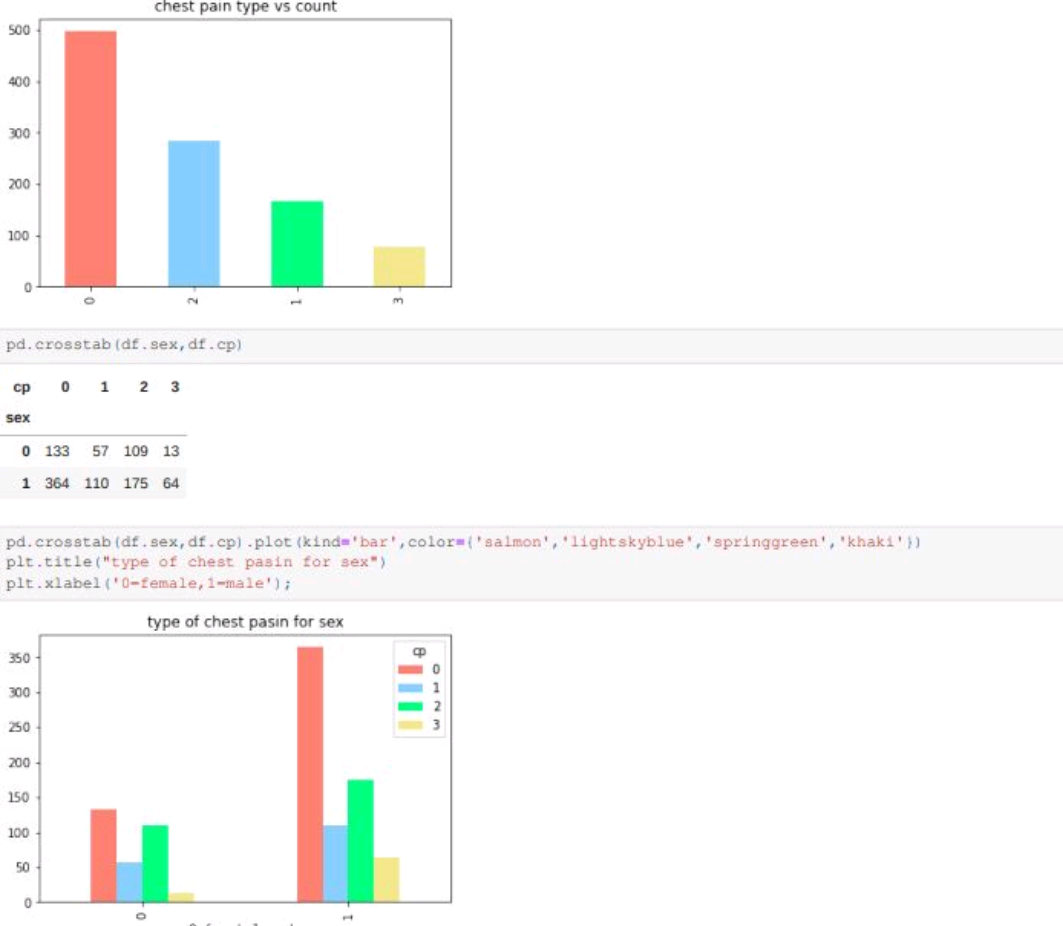 chest pain type vs count
500
400
300
200
100
0
0 2 1 3
pd.crosstab(df.sex,df.cp)
cp 0 1 2 3
sex
0 133 57 109 13
1 364 110 175 64
pd.crosstab(df.sex,df.cp).plot(kind='bar',color={'salmon','lightskyblue','springgreen','khaki'})
plt.title("type of chest pasin for sex")
plt.xlabel('0=female,1=male');
type of chest pasin for sex
cp
0
1
2
3
350
300
250
200
150
100
50
0
0 1